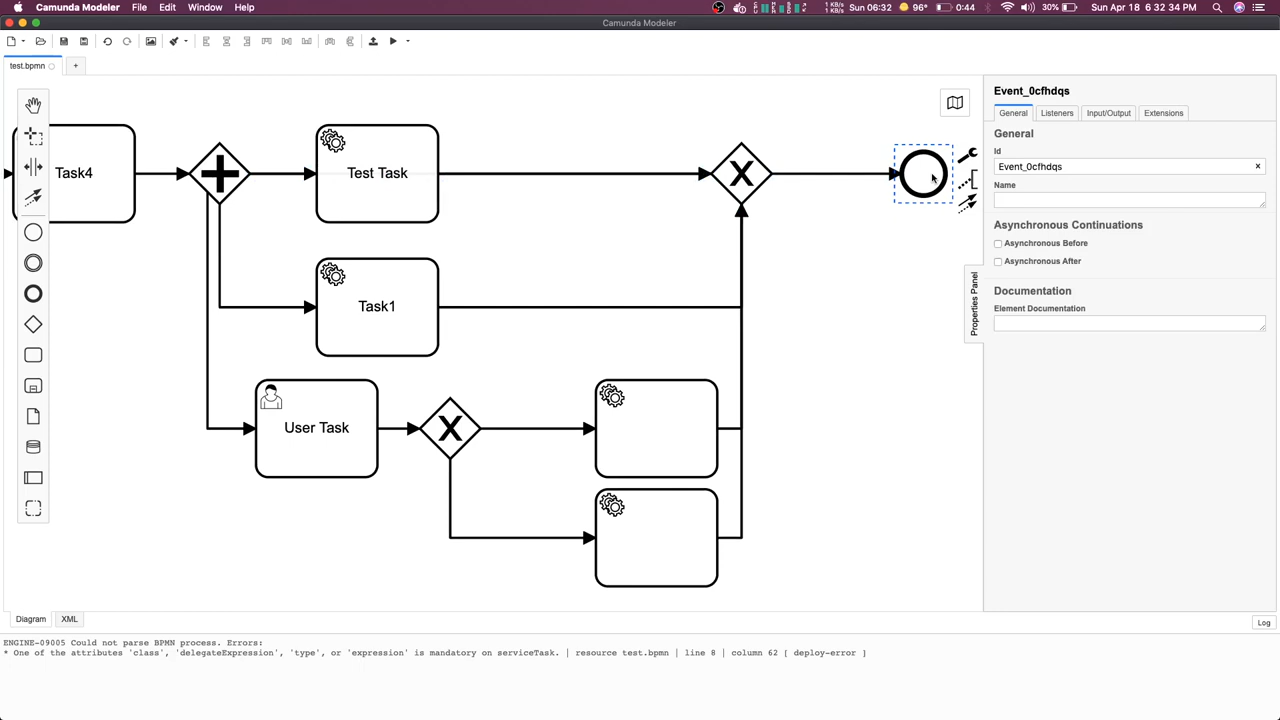 Camunda Modeler File Edit Window Help
1 KB/s
1 KB/s
Sun 06:32 96° 0:44 30% Sun Apr 18 6:32:34 PM
Camunda Modeler
test.bpmn +
Event_0cfhdqs
General Listeners Input/Output Extensions
General
Id
Event_0cfhdqs ×
Name
Asynchronous Continuations
Asynchronous Before
Asynchronous After
Documentation
Element Documentation
Properties Panel
Task4
Test Task
Task1
User Task
Diagram XML
Log
ENGINE-09005 Could not parse BPMN process. Errors:
* One of the attributes 'class', 'delegateExpression', 'type', or 'expression' is mandatory on serviceTask. | resource test.bpmn | line 8 | column 62 [ deploy-error ]